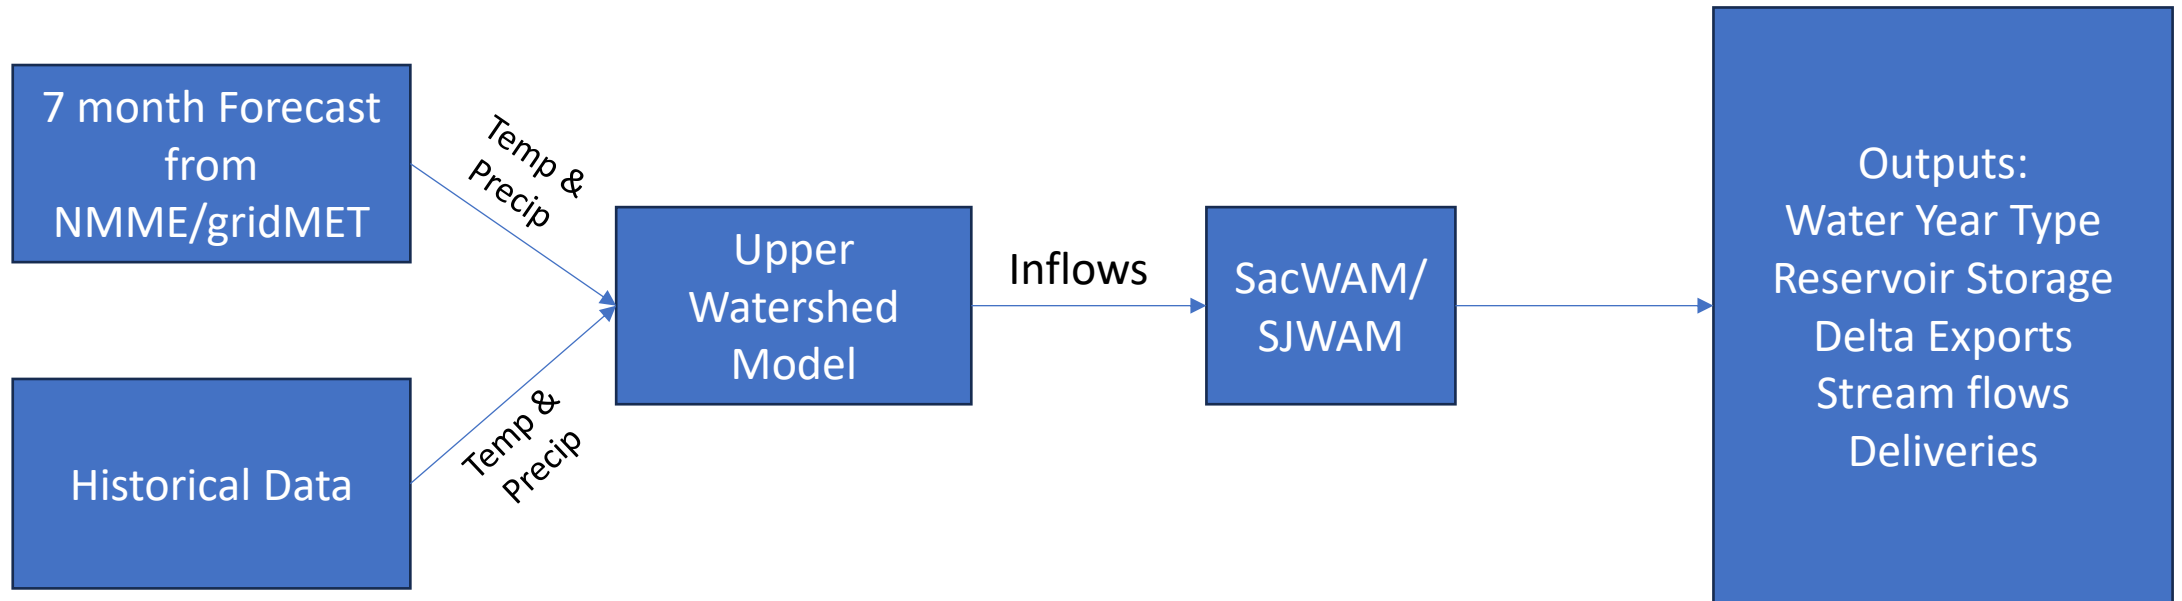 7 month Forecast
from
NMME/gridMET
Temp &
Precip
Historical Data
Temp &
Precip
Upper
Watershed
Model
Inflows
SacWAM/
SJWAM
Outputs:
Water Year Type
Reservoir Storage
Delta Exports
Stream flows
Deliveries